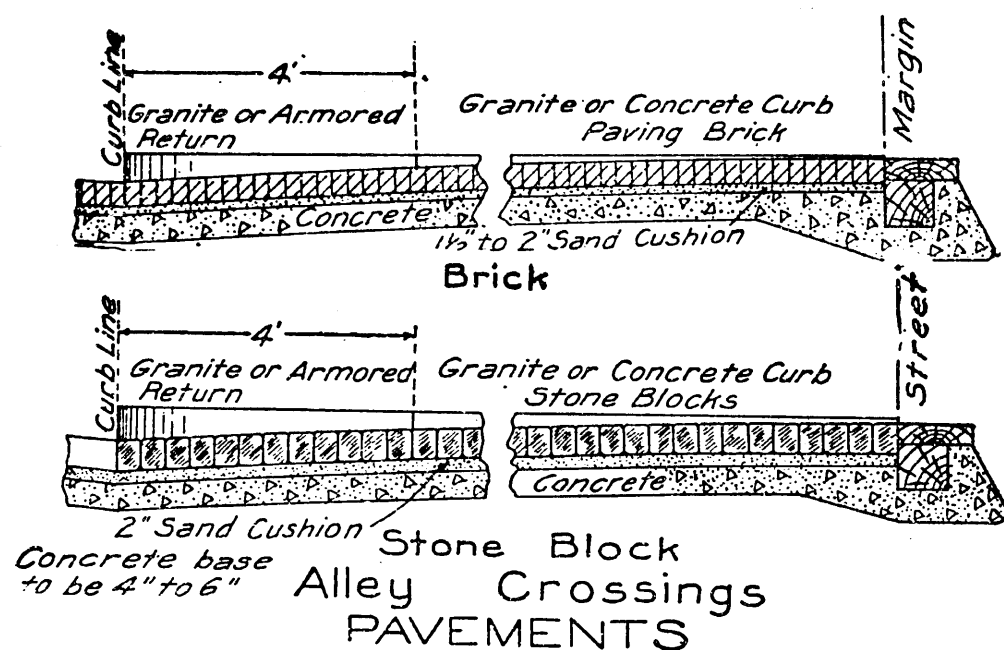 Curb Line
4'
Margin
Granite or Armored
Return
Granite or Concrete Curb
Paving Brick
Concrete
1½" to 2" Sand Cushion
Brick
Curb Line
4'
Street
Granite or Armored
Return
Granite or Concrete Curb
Stone Blocks
Concrete
2" Sand Cushion
Concrete base
to be 4" to 6"
Stone Block
Alley Crossings
PAVEMENTS